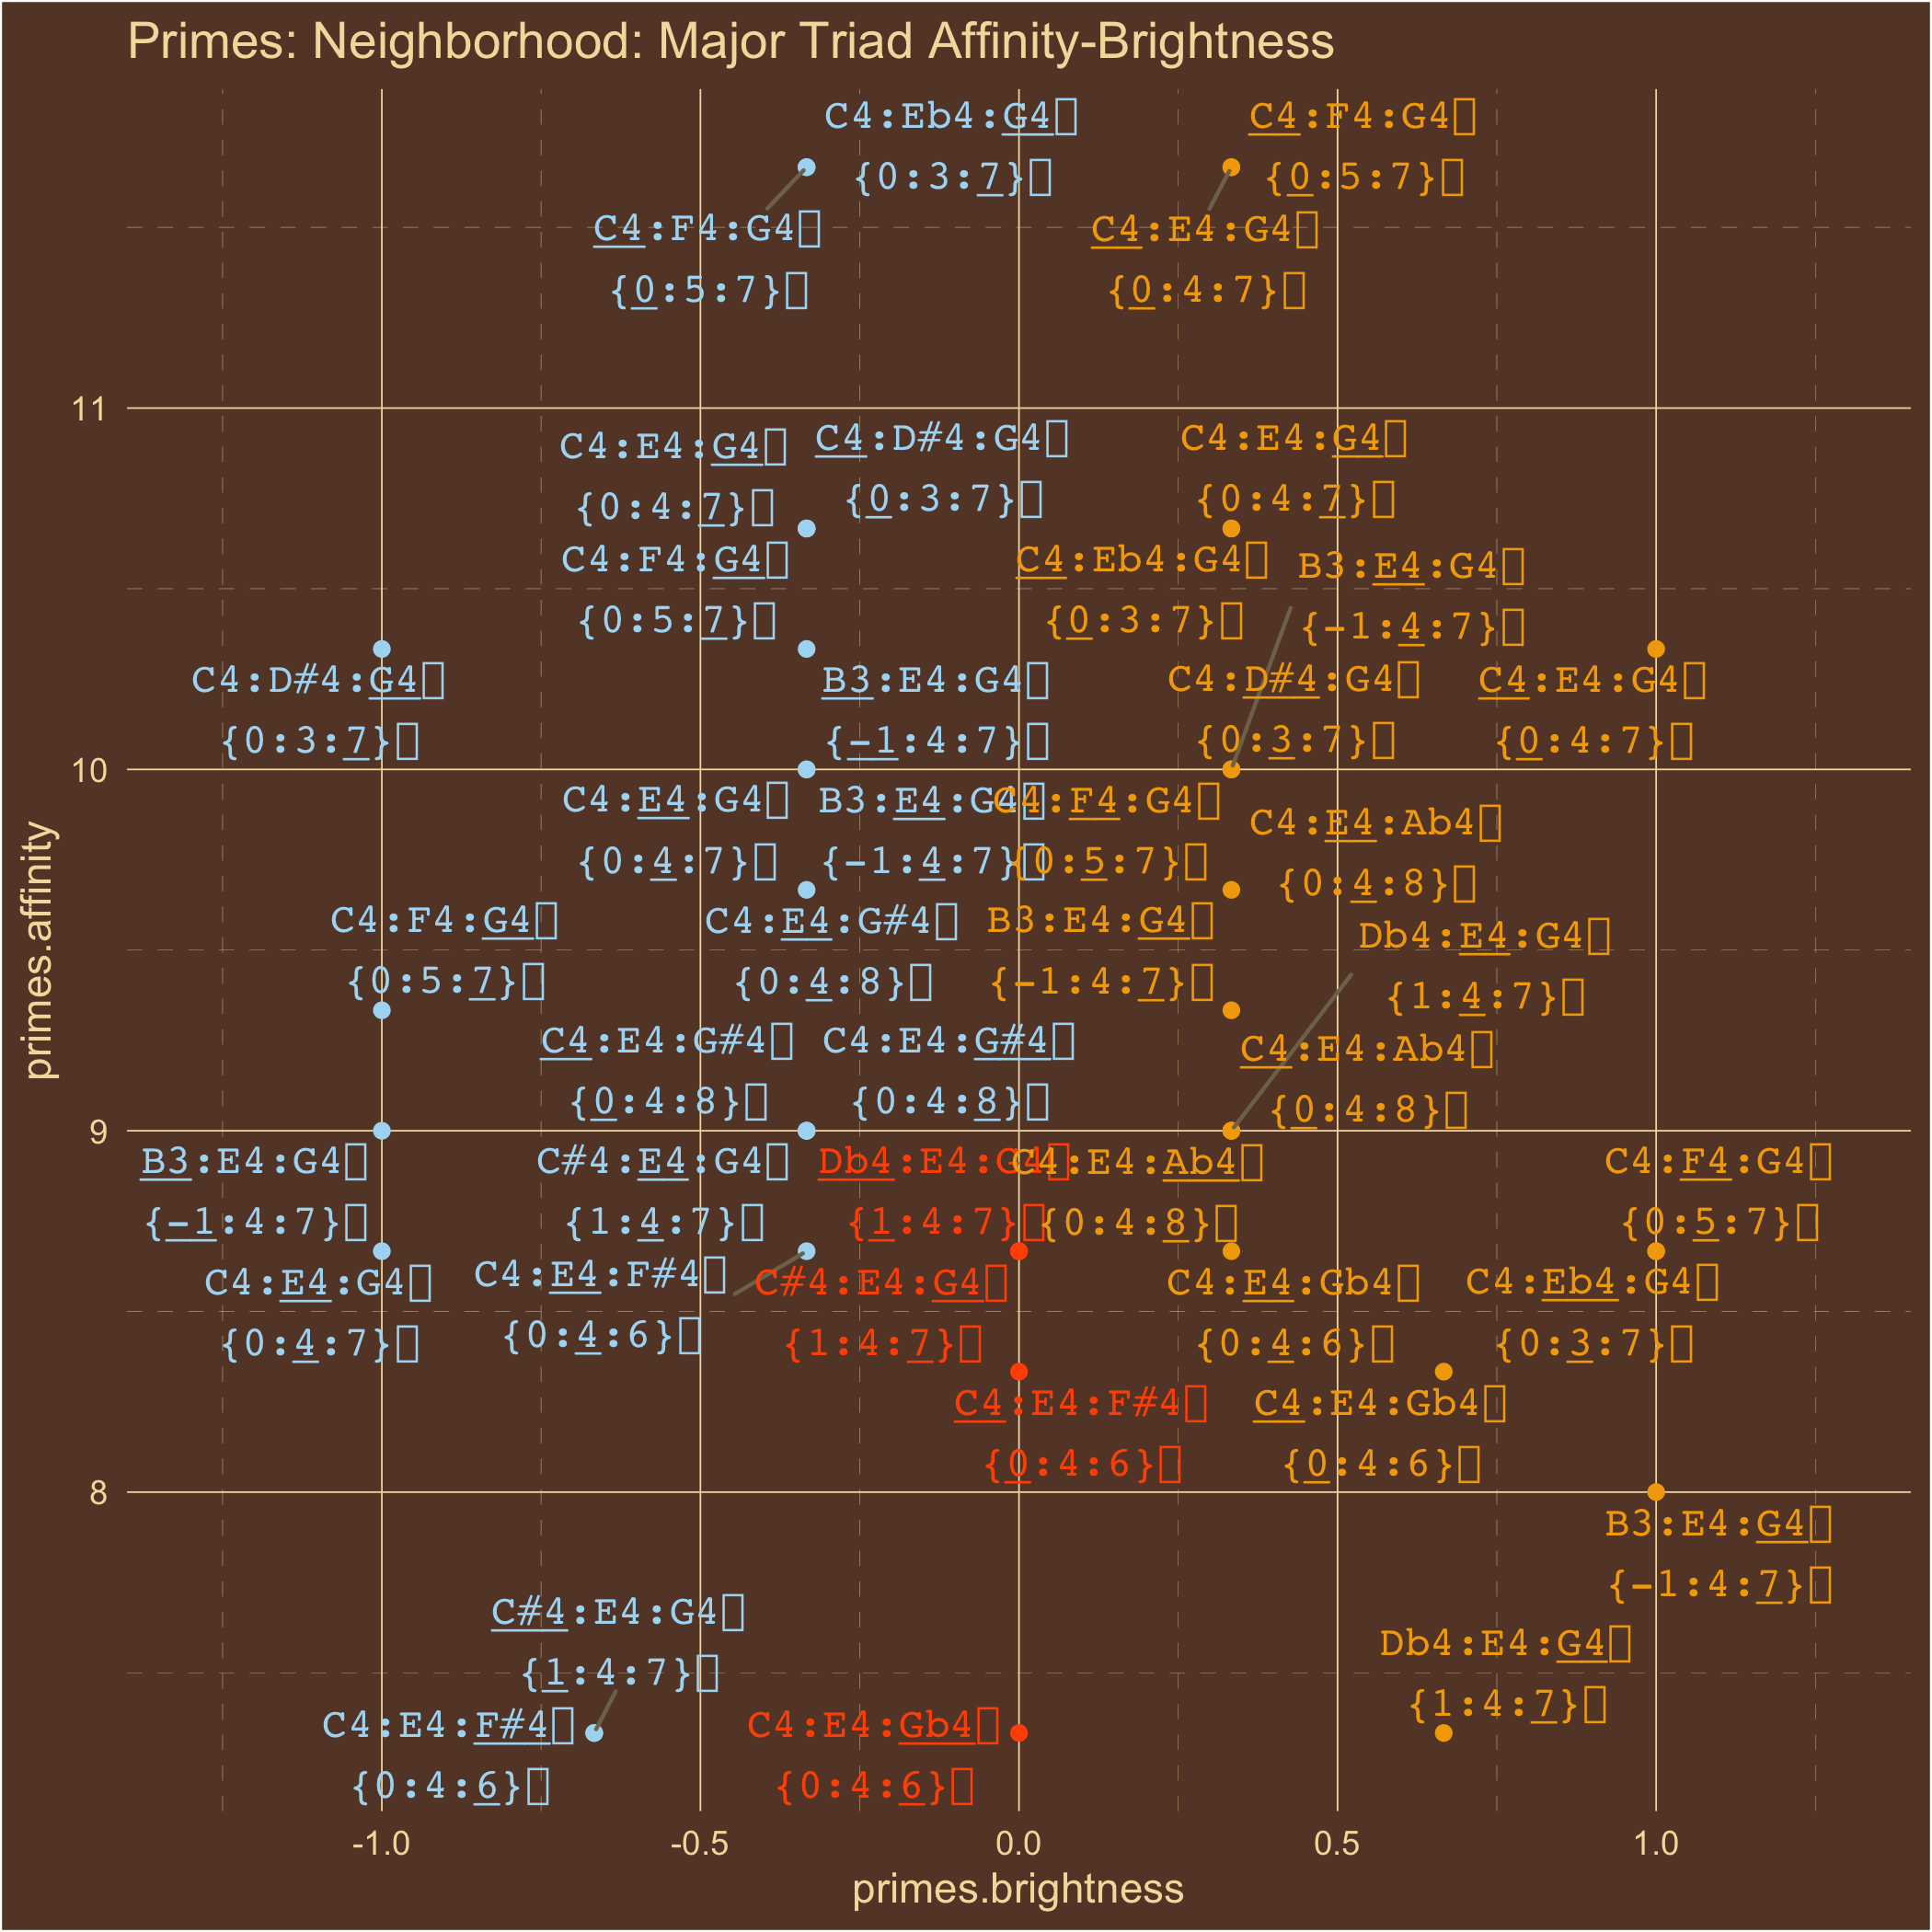 Primes: Neighborhood: Major Triad Affinity-Brightness
C4:Eb4:G4
{0:3:7}
C4:F4:G4
{0:5:7}
C4:F4:G4
{0:5:7}
C4:E4:G4
{0:4:7}
11
C4:E4:G4
{0:4:7}
C4:D#4:G4
{0:3:7}
C4:E4:G4
{0:4:7}
C4:F4:G4
{0:5:7}
C4:Eb4:G4
{0:3:7}
B3:E4:G4
{-1:4:7}
C4:D#4:G4
{0:3:7}
B3:E4:G4
{-1:4:7}
C4:D#4:G4
{0:3:7}
C4:E4:G4
{0:4:7}
10
C4:E4:G4
{0:4:7}
B3:E4:G4
{-1:4:7}
C4:F4:G4
{0:5:7}
C4:E4:Ab4
{0:4:8}
C4:F4:G4
{0:5:7}
C4:E4:G#4
{0:4:8}
B3:E4:G4
{-1:4:7}
Db4:E4:G4
{1:4:7}
C4:E4:G#4
{0:4:8}
C4:E4:G#4
{0:4:8}
C4:E4:Ab4
{0:4:8}
9
B3:E4:G4
{-1:4:7}
C#4:E4:G4
{1:4:7}
Db4:E4:G4
{1:4:7}
C4:E4:Ab4
{0:4:8}
C4:F4:G4
{0:5:7}
C4:E4:G4
{0:4:7}
C4:E4:F#4
{0:4:6}
C#4:E4:G4
{1:4:7}
C4:E4:Gb4
{0:4:6}
C4:Eb4:G4
{0:3:7}
C4:E4:F#4
{0:4:6}
C4:E4:Gb4
{0:4:6}
8
B3:E4:G4
{-1:4:7}
C#4:E4:G4
{1:4:7}
Db4:E4:G4
{1:4:7}
C4:E4:F#4
{0:4:6}
C4:E4:Gb4
{0:4:6}
-1.0
-0.5
0.0
0.5
1.0
primes.brightness
primes.affinity